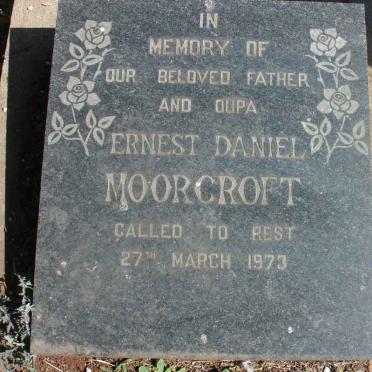 IN
MEMORY OF
OUR BELOVED FATHER
AND OUPA
ERNEST DANIEL
MOORCROFT
CALLED TO REST
27TH MARCH 1973